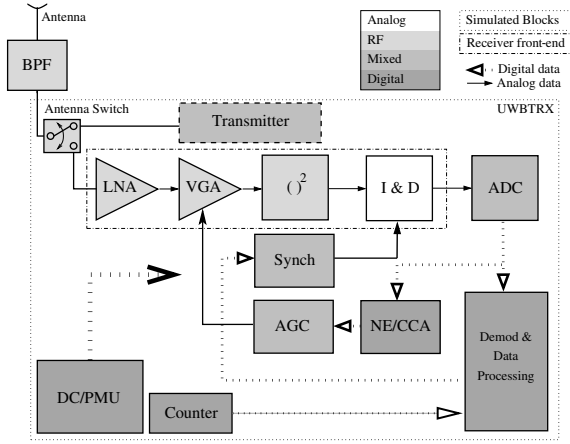 Antenna
BPF
Antenna Switch
Analog
RF
Mixed
Digital
Simulated Blocks
Receiver front-end
Digital data
Analog data
UWBTRX
Transmitter
LNA
VGA
( )²
I & D
ADC
Synch
AGC
NE/CCA
Demod &
Data
Processing
DC/PMU
Counter